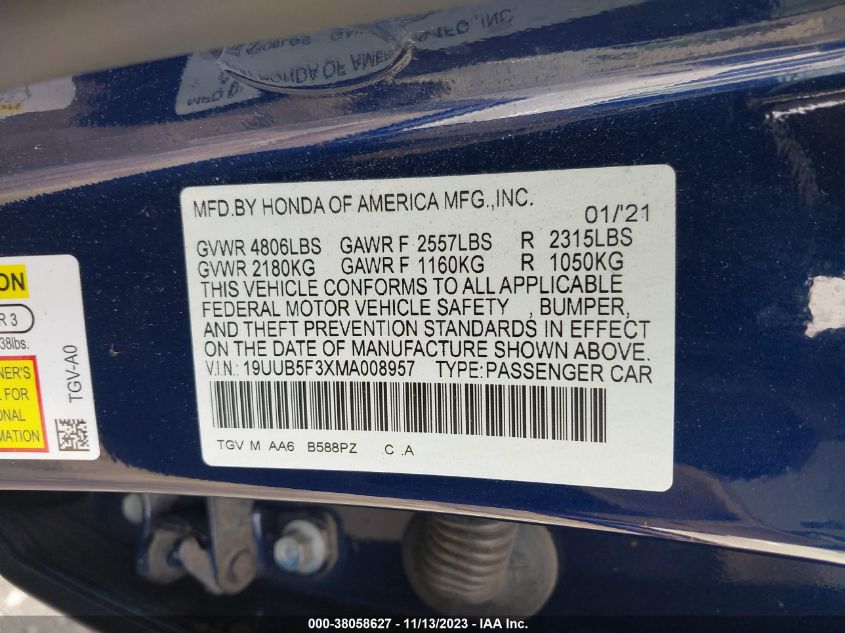 MFD.BY HONDA OF AMERICA MFG.,INC.
01/'21
GVWR 4806LBS GAWR F 2557LBS R 2315LBS
GVWR 2180KG GAWR F 1160KG R 1050KG
THIS VEHICLE CONFORMS TO ALL APPLICABLE
FEDERAL MOTOR VEHICLE SAFETY , BUMPER,
AND THEFT PREVENTION STANDARDS IN EFFECT
ON THE DATE OF MANUFACTURE SHOWN ABOVE.
V.I.N.: 19UUB5F3XMA008957 TYPE:PASSENGER CAR
TGV M AA6 B588PZ .C .A
ON
R 3
38lbs.
NER'S
L FOR
ONAL
MATION
TGV-A0
000-38058627 - 11/13/2023 - IAA Inc.